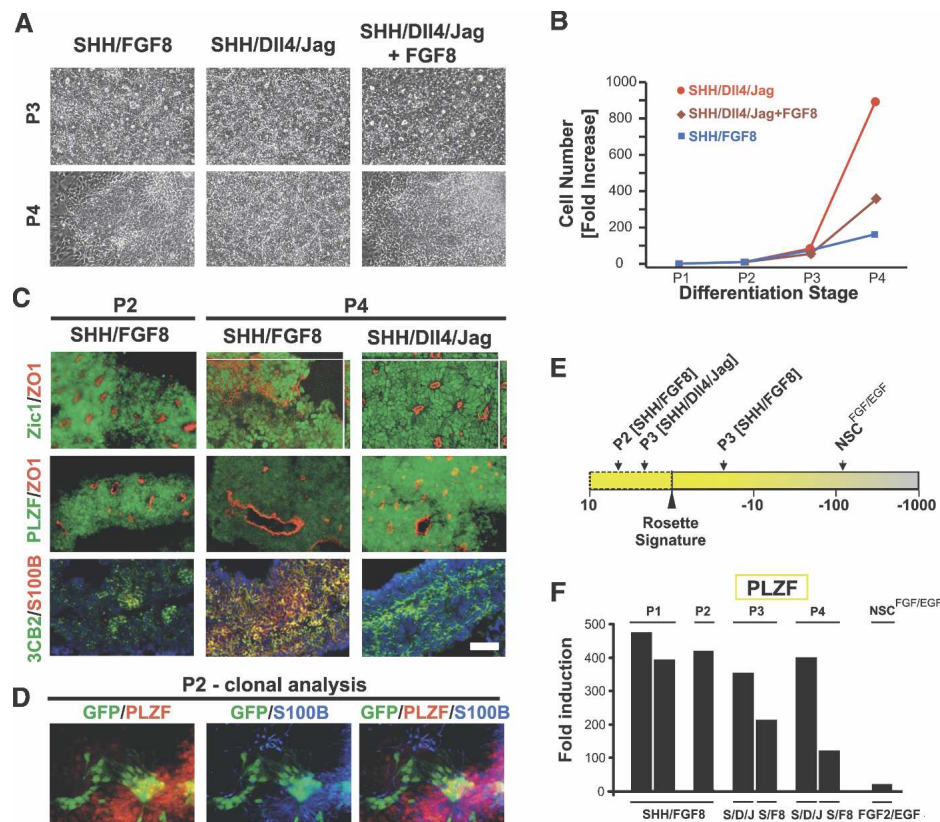 A
SHH/FGF8
SHH/Dll4/Jag
SHH/Dll4/Jag
+ FGF8
P3
P4
B
Cell Number
[Fold Increase]
1000
800
600
400
200
0
SHH/Dll4/Jag
SHH/Dll4/Jag+FGF8
SHH/FGF8
P1 P2 P3 P4
Differentiation Stage
C
P2
P4
SHH/FGF8
SHH/FGF8
SHH/Dll4/Jag
Zic1/ZO1
PLZF/ZO1
3CB2/S100B
D
P2 - clonal analysis
GFP/PLZF
GFP/S100B
GFP/PLZF/S100B
E
P2 [SHH/FGF8]
P3 [SHH/Dll4/Jag]
P3 [SHH/FGF8]
NSC FGF/EGF
10 -10 -100 -1000
Rosette
Signature
F
PLZF
P1 P2 P3 P4 NSC FGF/EGF
Fold induction
500
400
300
200
100
0
SHH/FGF8 S/D/J S/F8 S/D/J S/F8 FGF2/EGF